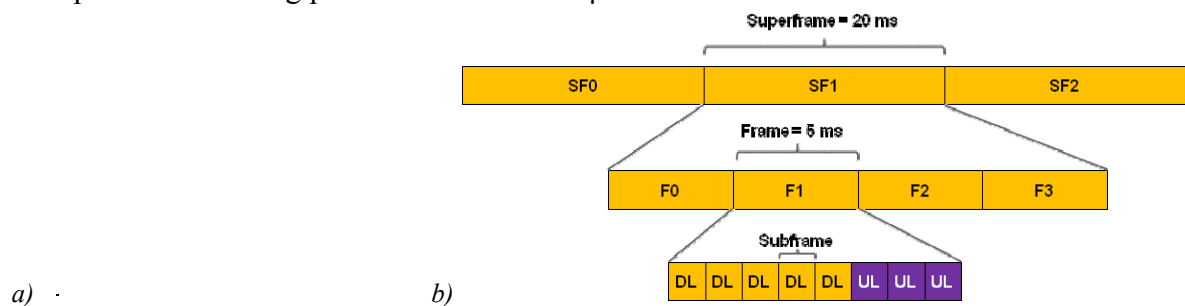 Superframe = 20 ms
SF0 SF1 SF2
Frame = 5 ms
F0 F1 F2 F3
Subframe
DL DL DL DL DL UL UL UL
a) b)